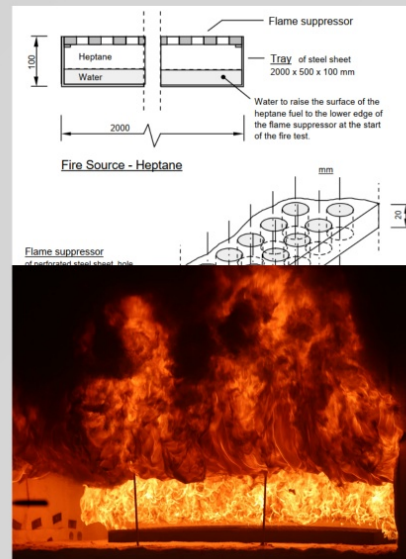 Flame suppressor
100
Heptane
Water
Tray of steel sheet
2000 x 500 x 100 mm
Water to raise the surface of the
heptane fuel to the lower edge of
the flame suppressor at the start
of the fire test.
2000
Fire Source - Heptane
mm
20
Flame suppressor
of perforated steel sheet, hole